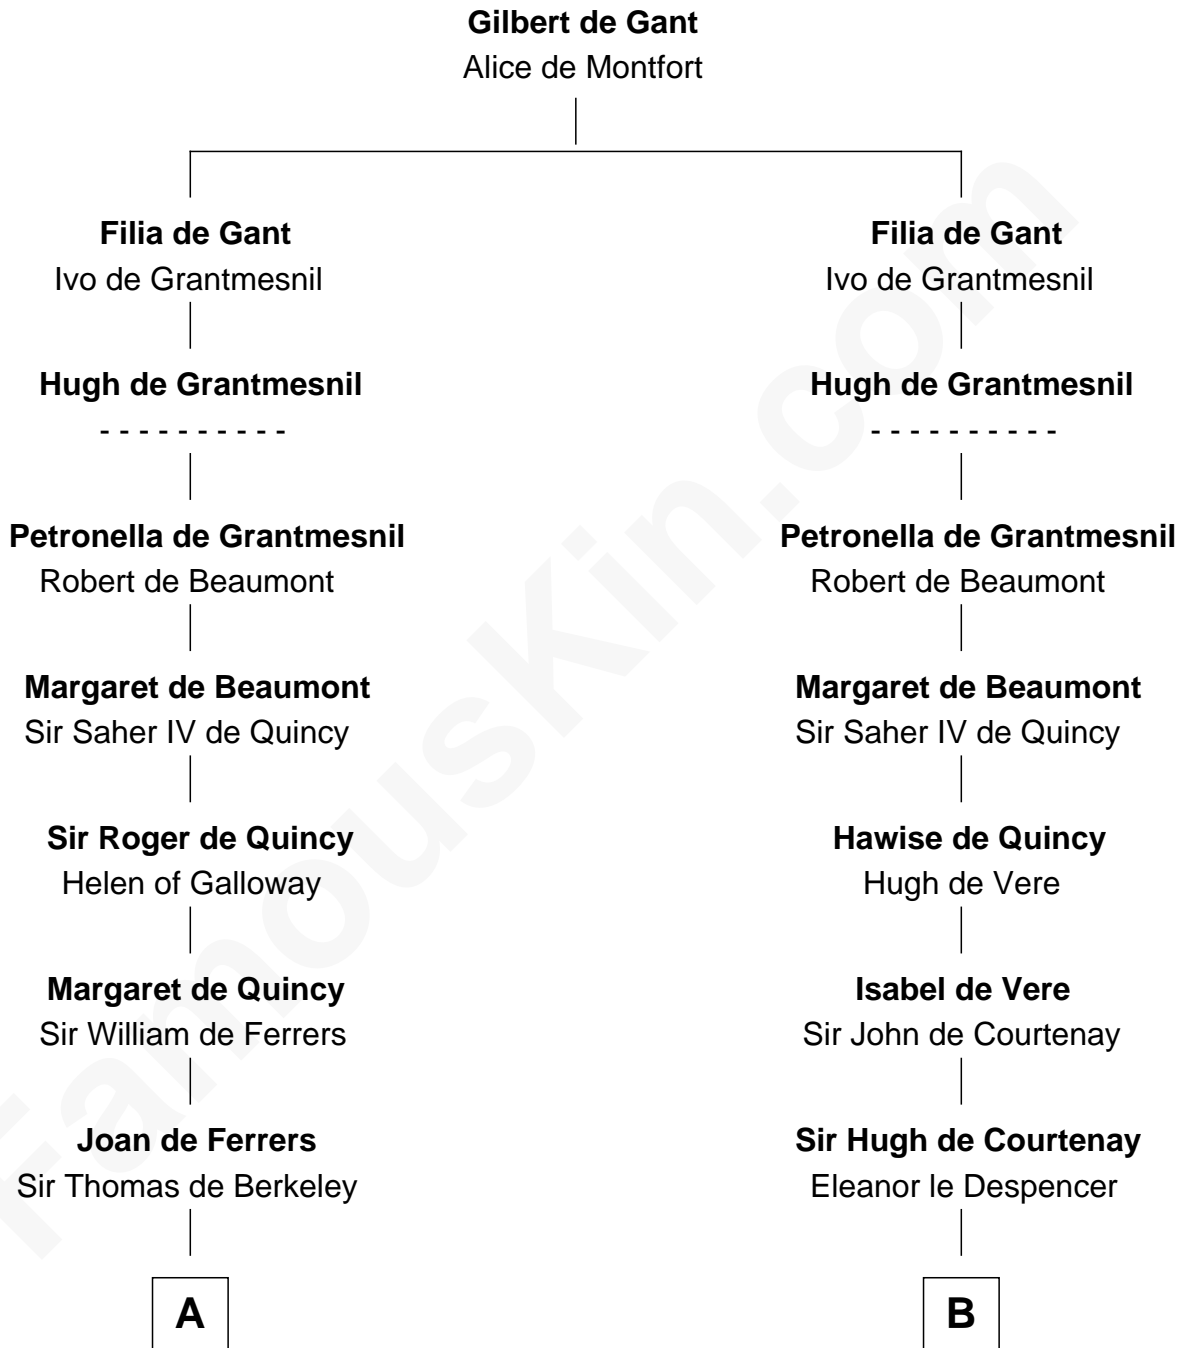 Gilbert de Gant
Alice de Montfort
Filia de Gant
Ivo de Grantmesnil
Hugh de Grantmesnil
- - - - - - - - - -
Petronella de Grantmesnil
Robert de Beaumont
Margaret de Beaumont
Sir Saher IV de Quincy
Sir Roger de Quincy
Helen of Galloway
Margaret de Quincy
Sir William de Ferrers
Joan de Ferrers
Sir Thomas de Berkeley
A
Filia de Gant
Ivo de Grantmesnil
Hugh de Grantmesnil
- - - - - - - - - -
Petronella de Grantmesnil
Robert de Beaumont
Margaret de Beaumont
Sir Saher IV de Quincy
Hawise de Quincy
Hugh de Vere
Isabel de Vere
Sir John de Courtenay
Sir Hugh de Courtenay
Eleanor le Despencer
B
FamousKin.com